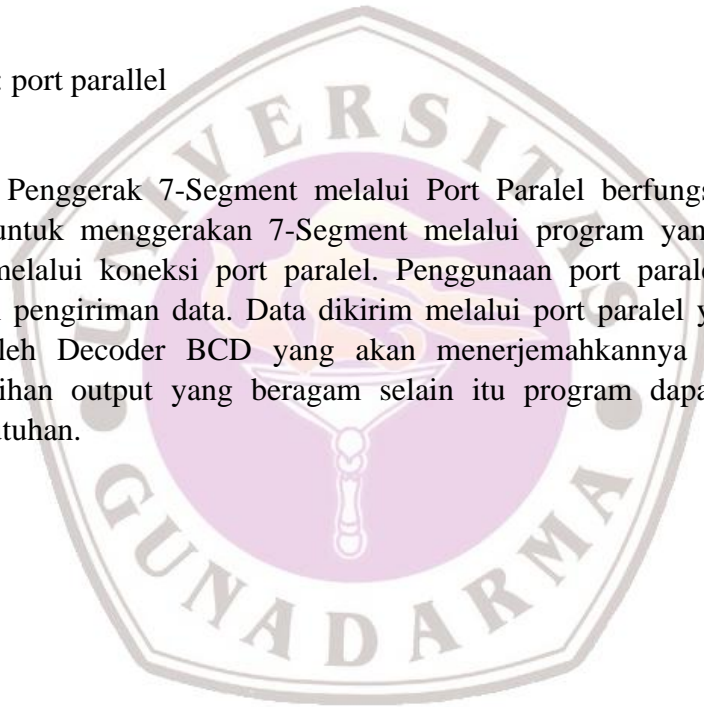 : port parallel
Penggerak 7-Segment melalui Port Paralel berfungs
untuk menggerakan 7-Segment melalui program yan
melalui koneksi port paralel. Penggunaan port paral
pengiriman data. Data dikirim melalui port paralel y
leh Decoder BCD yang akan menerjemahkannya
ihan output yang beragam selain itu program dapa
utuhan.
UNIVERSITAS
GUNADARMA